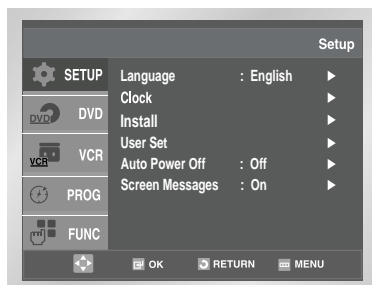 Setup
SETUP
Language : English ▶
Clock ▶
Install ▶
DVD DVD
User Set ▶
VCR VCR
Auto Power Off : Off ▶
Screen Messages : On ▶
PROG
FUNC
OK RETURN MENU